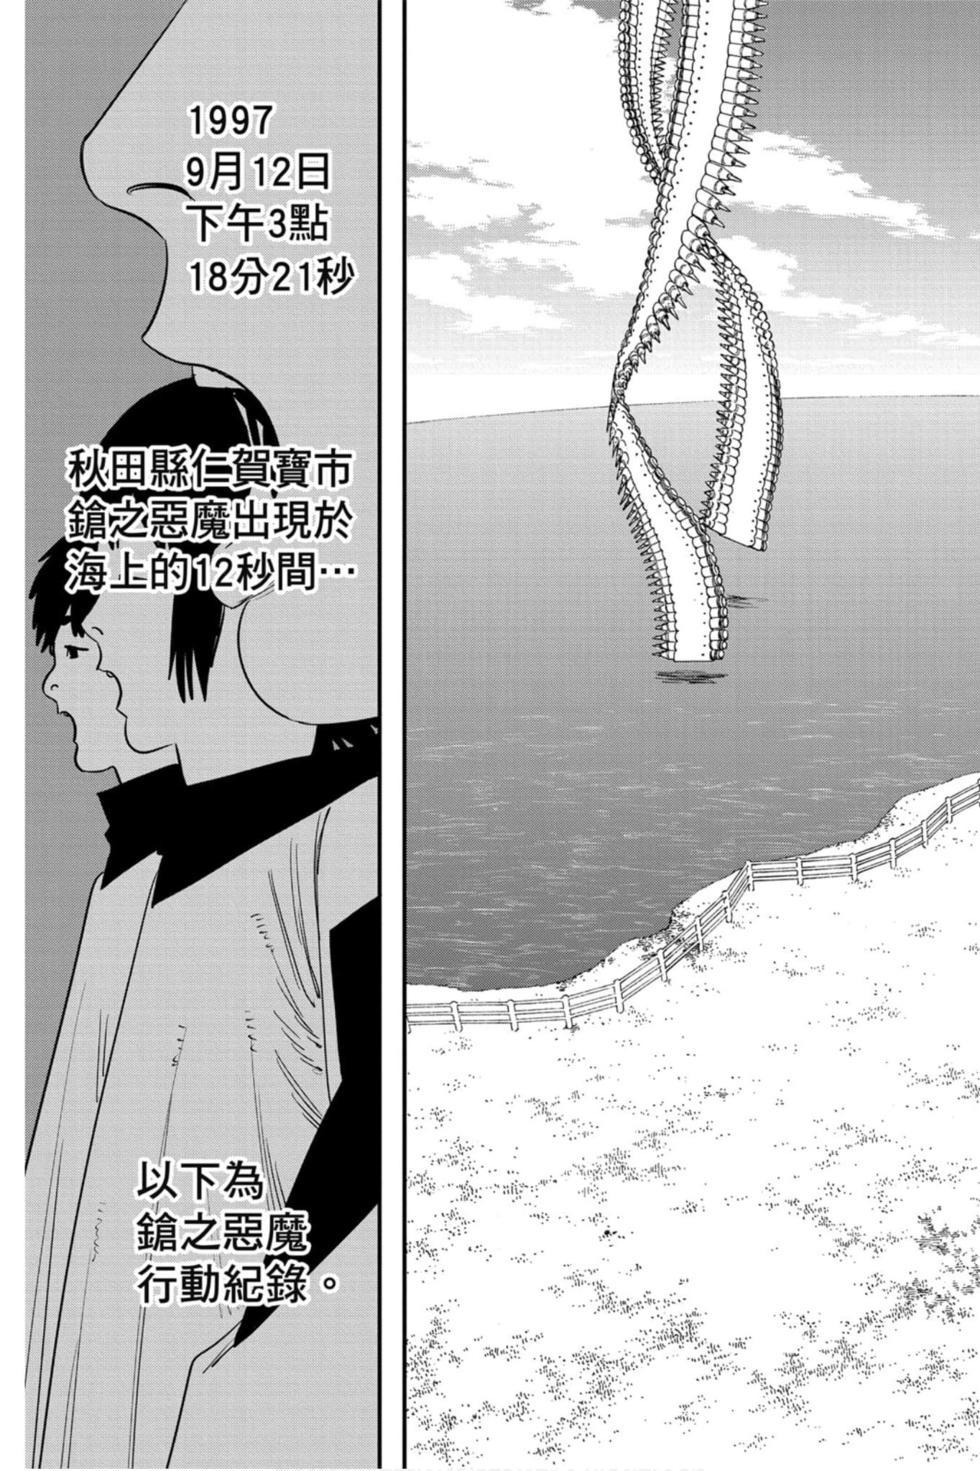 1997
9月12日
下午3點
18分21秒
秋田縣仁賀寶市
鎗之惡魔出現於
海上的12秒間…
以下為
鎗之惡魔
行動紀錄。